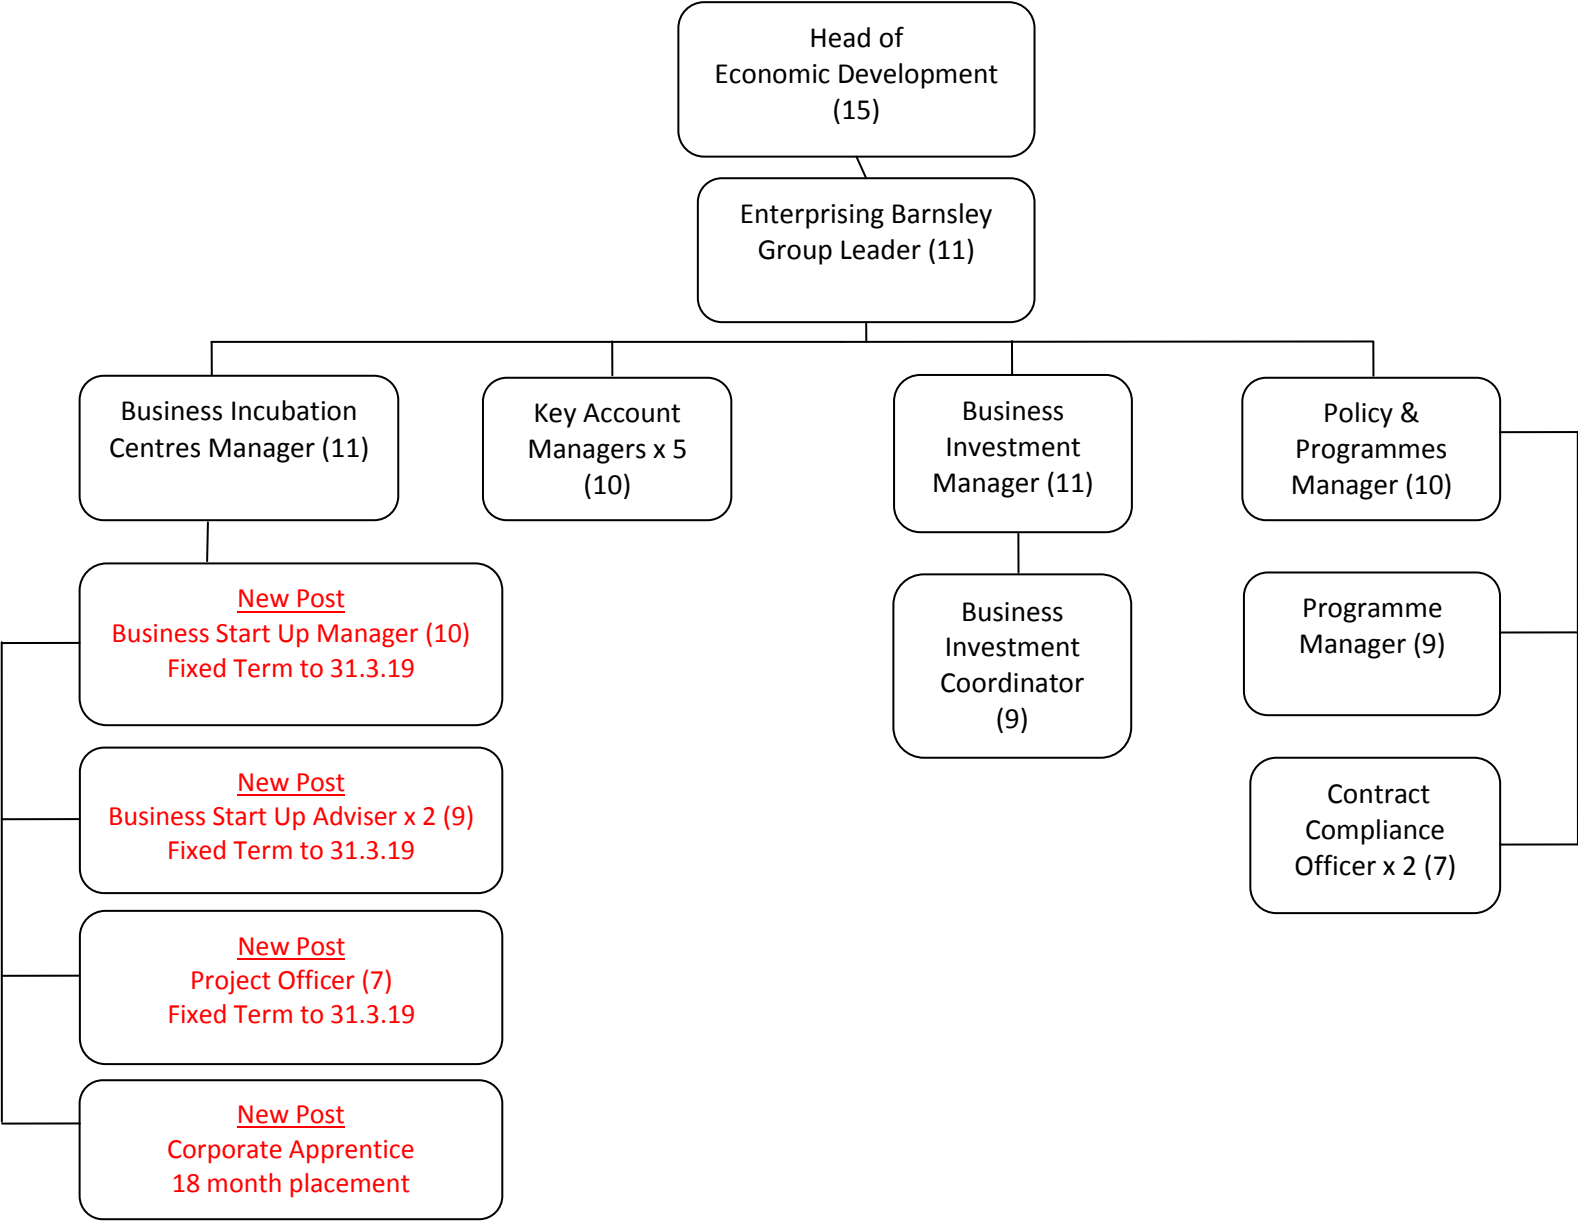 Head of
Economic Development
(15)
Enterprising Barnsley
Group Leader (11)
Business Incubation
Centres Manager (11)
Key Account
Managers x 5
(10)
Business
Investment
Manager (11)
Policy &
Programmes
Manager (10)
New Post
Business Start Up Manager (10)
Fixed Term to 31.3.19
Business
Investment
Coordinator
(9)
Programme
Manager (9)
New Post
Business Start Up Adviser x 2 (9)
Fixed Term to 31.3.19
Contract
Compliance
Officer x 2 (7)
New Post
Project Officer (7)
Fixed Term to 31.3.19
New Post
Corporate Apprentice
18 month placement